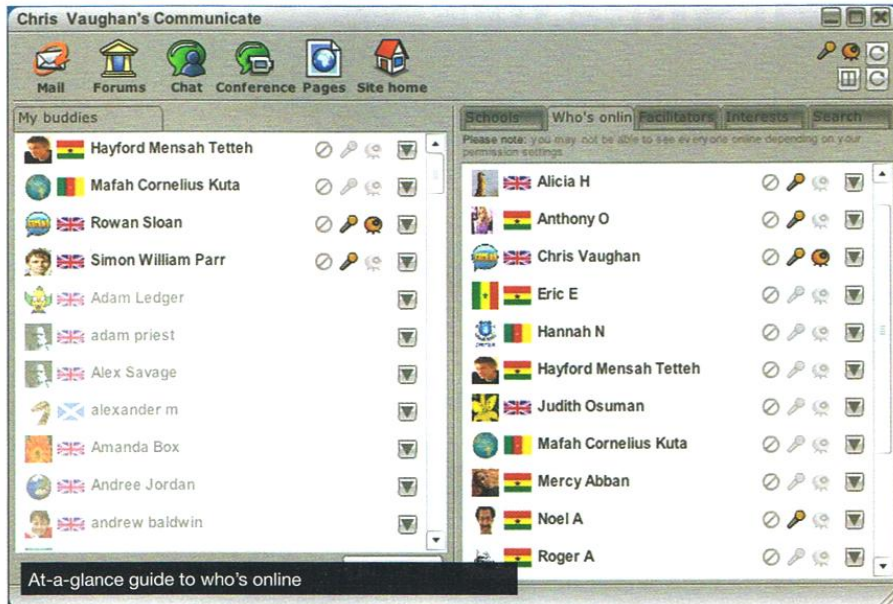 Chris Vaughan's Communicate
Mail Forums Chat Conference Pages Site home
My buddies
Hayford Mensah Tetteh
Mafah Cornelius Kuta
Rowan Sloan
Simon William Parr
Adam Ledger
adam priest
Alex Savage
alexander m
Amanda Box
Andree Jordan
andrew baldwin
Schools Who's onlin Facilitators Interests Search
Please note: you may not be able to see everyone online depending on your
permission settings.
Alicia H
Anthony O
Chris Vaughan
Eric E
Hannah N
Hayford Mensah Tetteh
Judith Osuman
Mafah Cornelius Kuta
Mercy Abban
Noel A
Roger A
At-a-glance guide to who's online